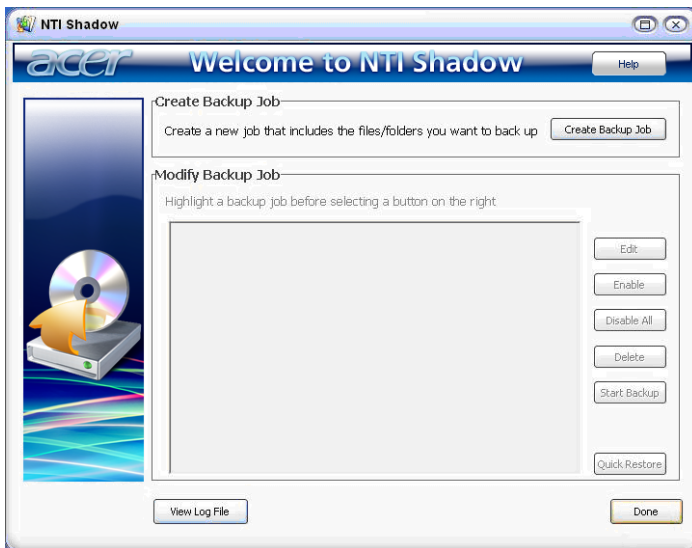 NTI Shadow
acer
Welcome to NTI Shadow
Help
Create Backup Job
Create a new job that includes the files/folders you want to back up
Create Backup Job
Modify Backup Job
Highlight a backup job before selecting a button on the right
Edit
Enable
Disable All
Delete
Start Backup
Quick Restore
View Log File
Done